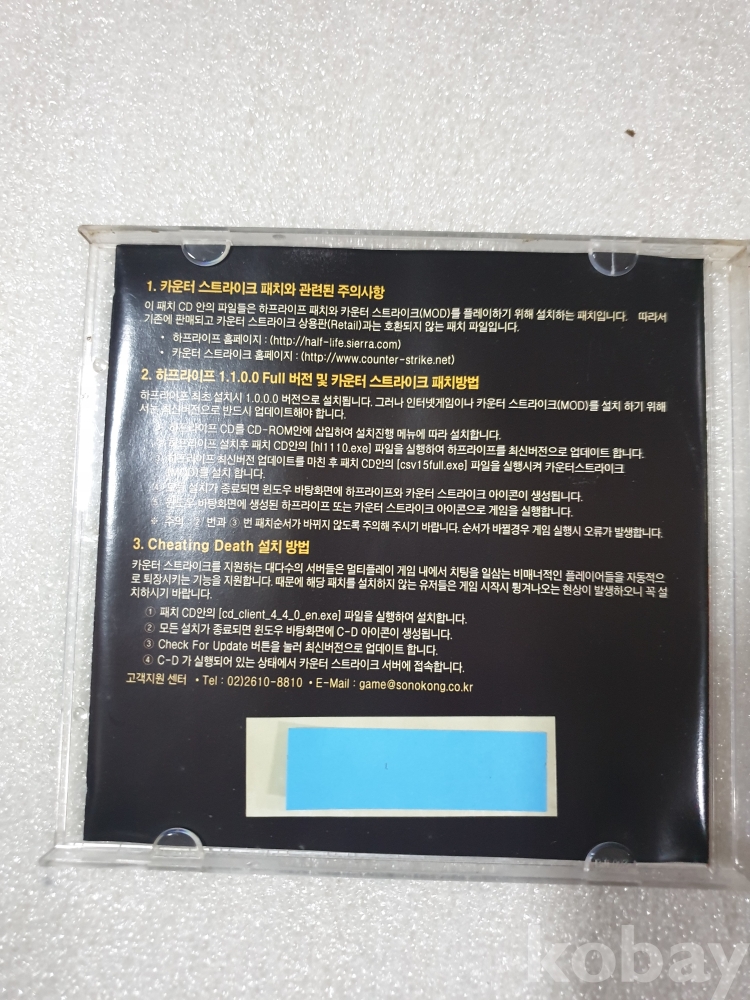 1. 카운터 스트라이크 패치와 관련된 주의사항
이 패치 CD 안의 파일들은 하프라이프 패치와 카운터 스트라이크(MOD)를 플레이하기 위해 설치하는 패치입니다. 따라서
기존에 판매되고 카운터 스트라이크 상용판(Retail)과는 호환되지 않는 패치 파일입니다.
• 하프라이프 홈페이지 : (http://half-life.sierra.com)
• 카운터 스트라이크 홈페이지 : (http://www.counter-strike.net)
2. 하프라이프 1.1.0.0 Full 버전 및 카운터 스트라이크 패치방법
하프라이프 최초 설치시 1.0.0.0 버전으로 설치됩니다. 그러나 인터넷게임이나 카운터 스트라이크(MOD)를 설치 하기 위해
서는 최신버전으로 반드시 업데이트해야 합니다.
하프라이프 CD를 CD-ROM안에 삽입하여 설치진행 메뉴에 따라 설치합니다.
하프라이프 설치후 패치 CD안의 [hl1110.exe] 파일을 실행하여 하프라이프를 최신버전으로 업데이트 합니다.
하프라이프 최신버전 업데이트를 마친 후 패치 CD안의 [csv15full.exe] 파일을 실행시켜 카운터스트라이크
(MOD)를 설치 합니다.
모든 설치가 종료되면 윈도우 바탕화면에 하프라이프와 카운터 스트라이크 아이콘이 생성됩니다.
윈도우 바탕화면에 생성된 하프라이프 또는 카운터 스트라이크 아이콘으로 게임을 실행합니다.
※ 주의 : ② 번과 ③ 번 패치순서가 바뀌지 않도록 주의해 주시기 바랍니다. 순서가 바뀔경우 게임 실행시 오류가 발생합니다.
3. Cheating Death 설치 방법
카운터 스트라이크를 지원하는 대다수의 서버들은 멀티플레이 게임 내에서 치팅을 일삼는 비매너적인 플레이어들을 자동적으
로 퇴장시키는 기능을 지원합니다. 때문에 해당 패치를 설치하지 않는 유저들은 게임 시작시 튕겨나오는 현상이 발생하오니 꼭 설
치하시기 바랍니다.
① 패치 CD안의 [cd_client_4_4_0_en.exe] 파일을 실행하여 설치합니다.
② 모든 설치가 종료되면 윈도우 바탕화면에 C-D 아이콘이 생성됩니다.
③ Check For Update 버튼을 눌러 최신버전으로 업데이트 합니다.
④ C-D 가 실행되어 있는 상태에서 카운터 스트라이크 서버에 접속합니다.
고객지원 센터 • Tel : 02)2610-8810 • E-Mail : game@sonokong.co.kr
kobay